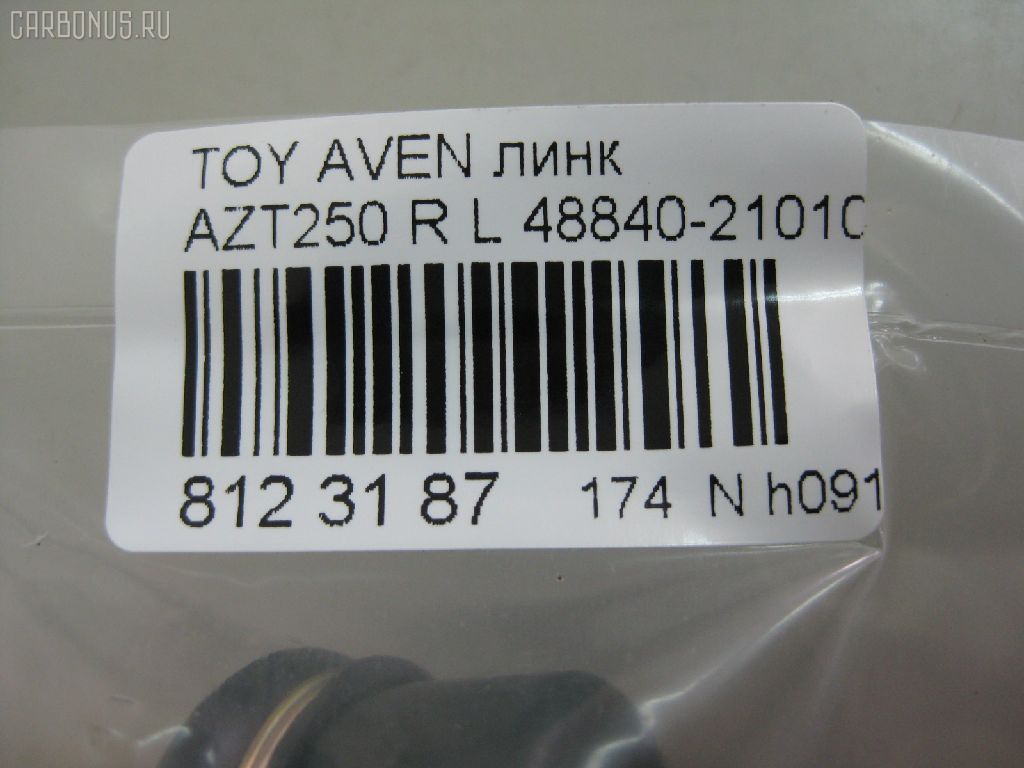 CARBONUS.RU
TOY AVEN линк
AZT250 R L 48840-21010
812 31 87 174 N h091